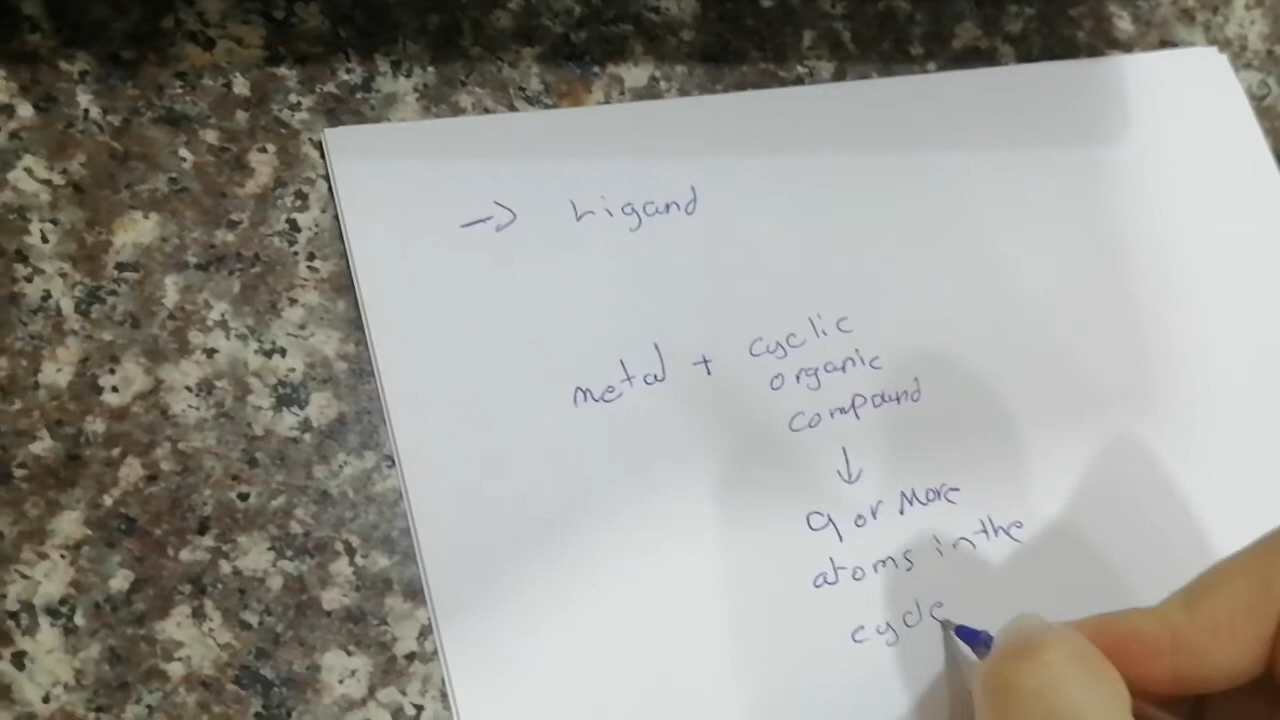 → Ligand
metal + cyclic
organic
compound
↓
9 or More
atoms in the
cycle